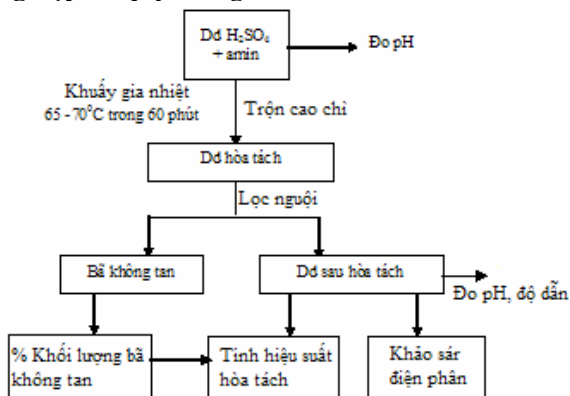 Dd H₂SO₄
+ amin
Đo pH
Khuấy gia nhiệt
65 -70⁰C trong 60 phút
Trộn cao chì
Dd hòa tách
Lọc nguội
Bã không tan
Dd sau hòa tách
Đo pH, độ dẫn
% Khối lượng bã
không tan
Tính hiệu suất
hòa tách
Khảo sár
điện phân